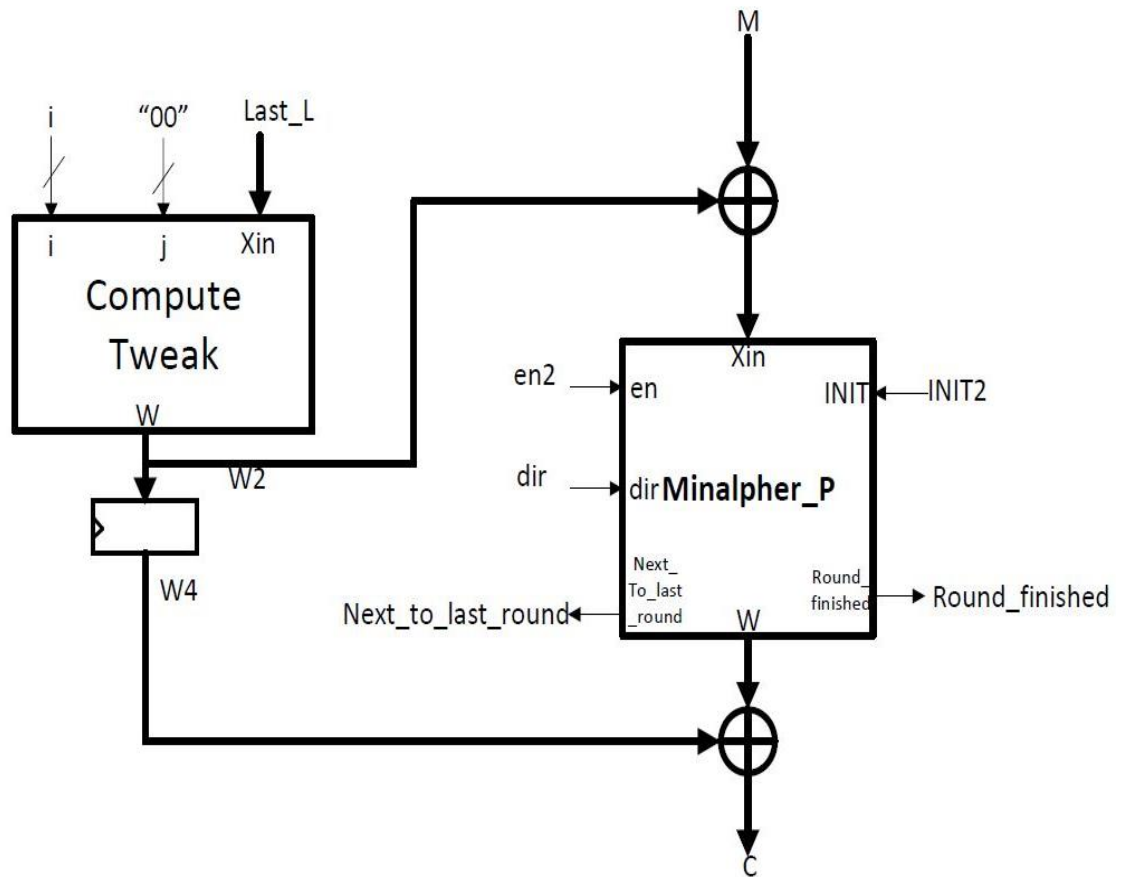 M
i
“00”
Last_L
i
j
Xin
Compute
Tweak
W
W2
W4
Xin
en2
en
INIT
INIT2
dir
dir
Minalpher_P
Next_
To_last
_round
Round_
finished
Next_to_last_round
Round_finished
W
C